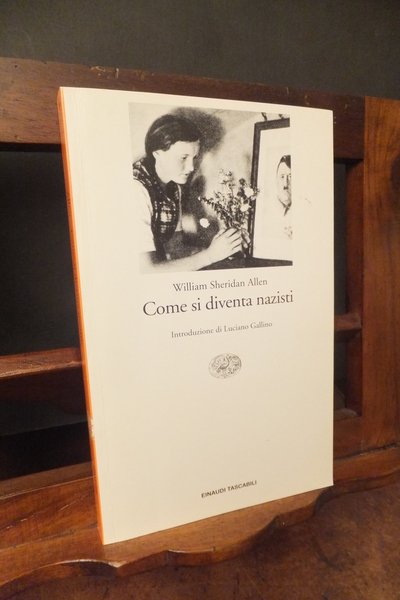 William Sheridan Allen
Come si diventa nazisti
Introduzione di Luciano Gallino
EINAUDI TASCABILI